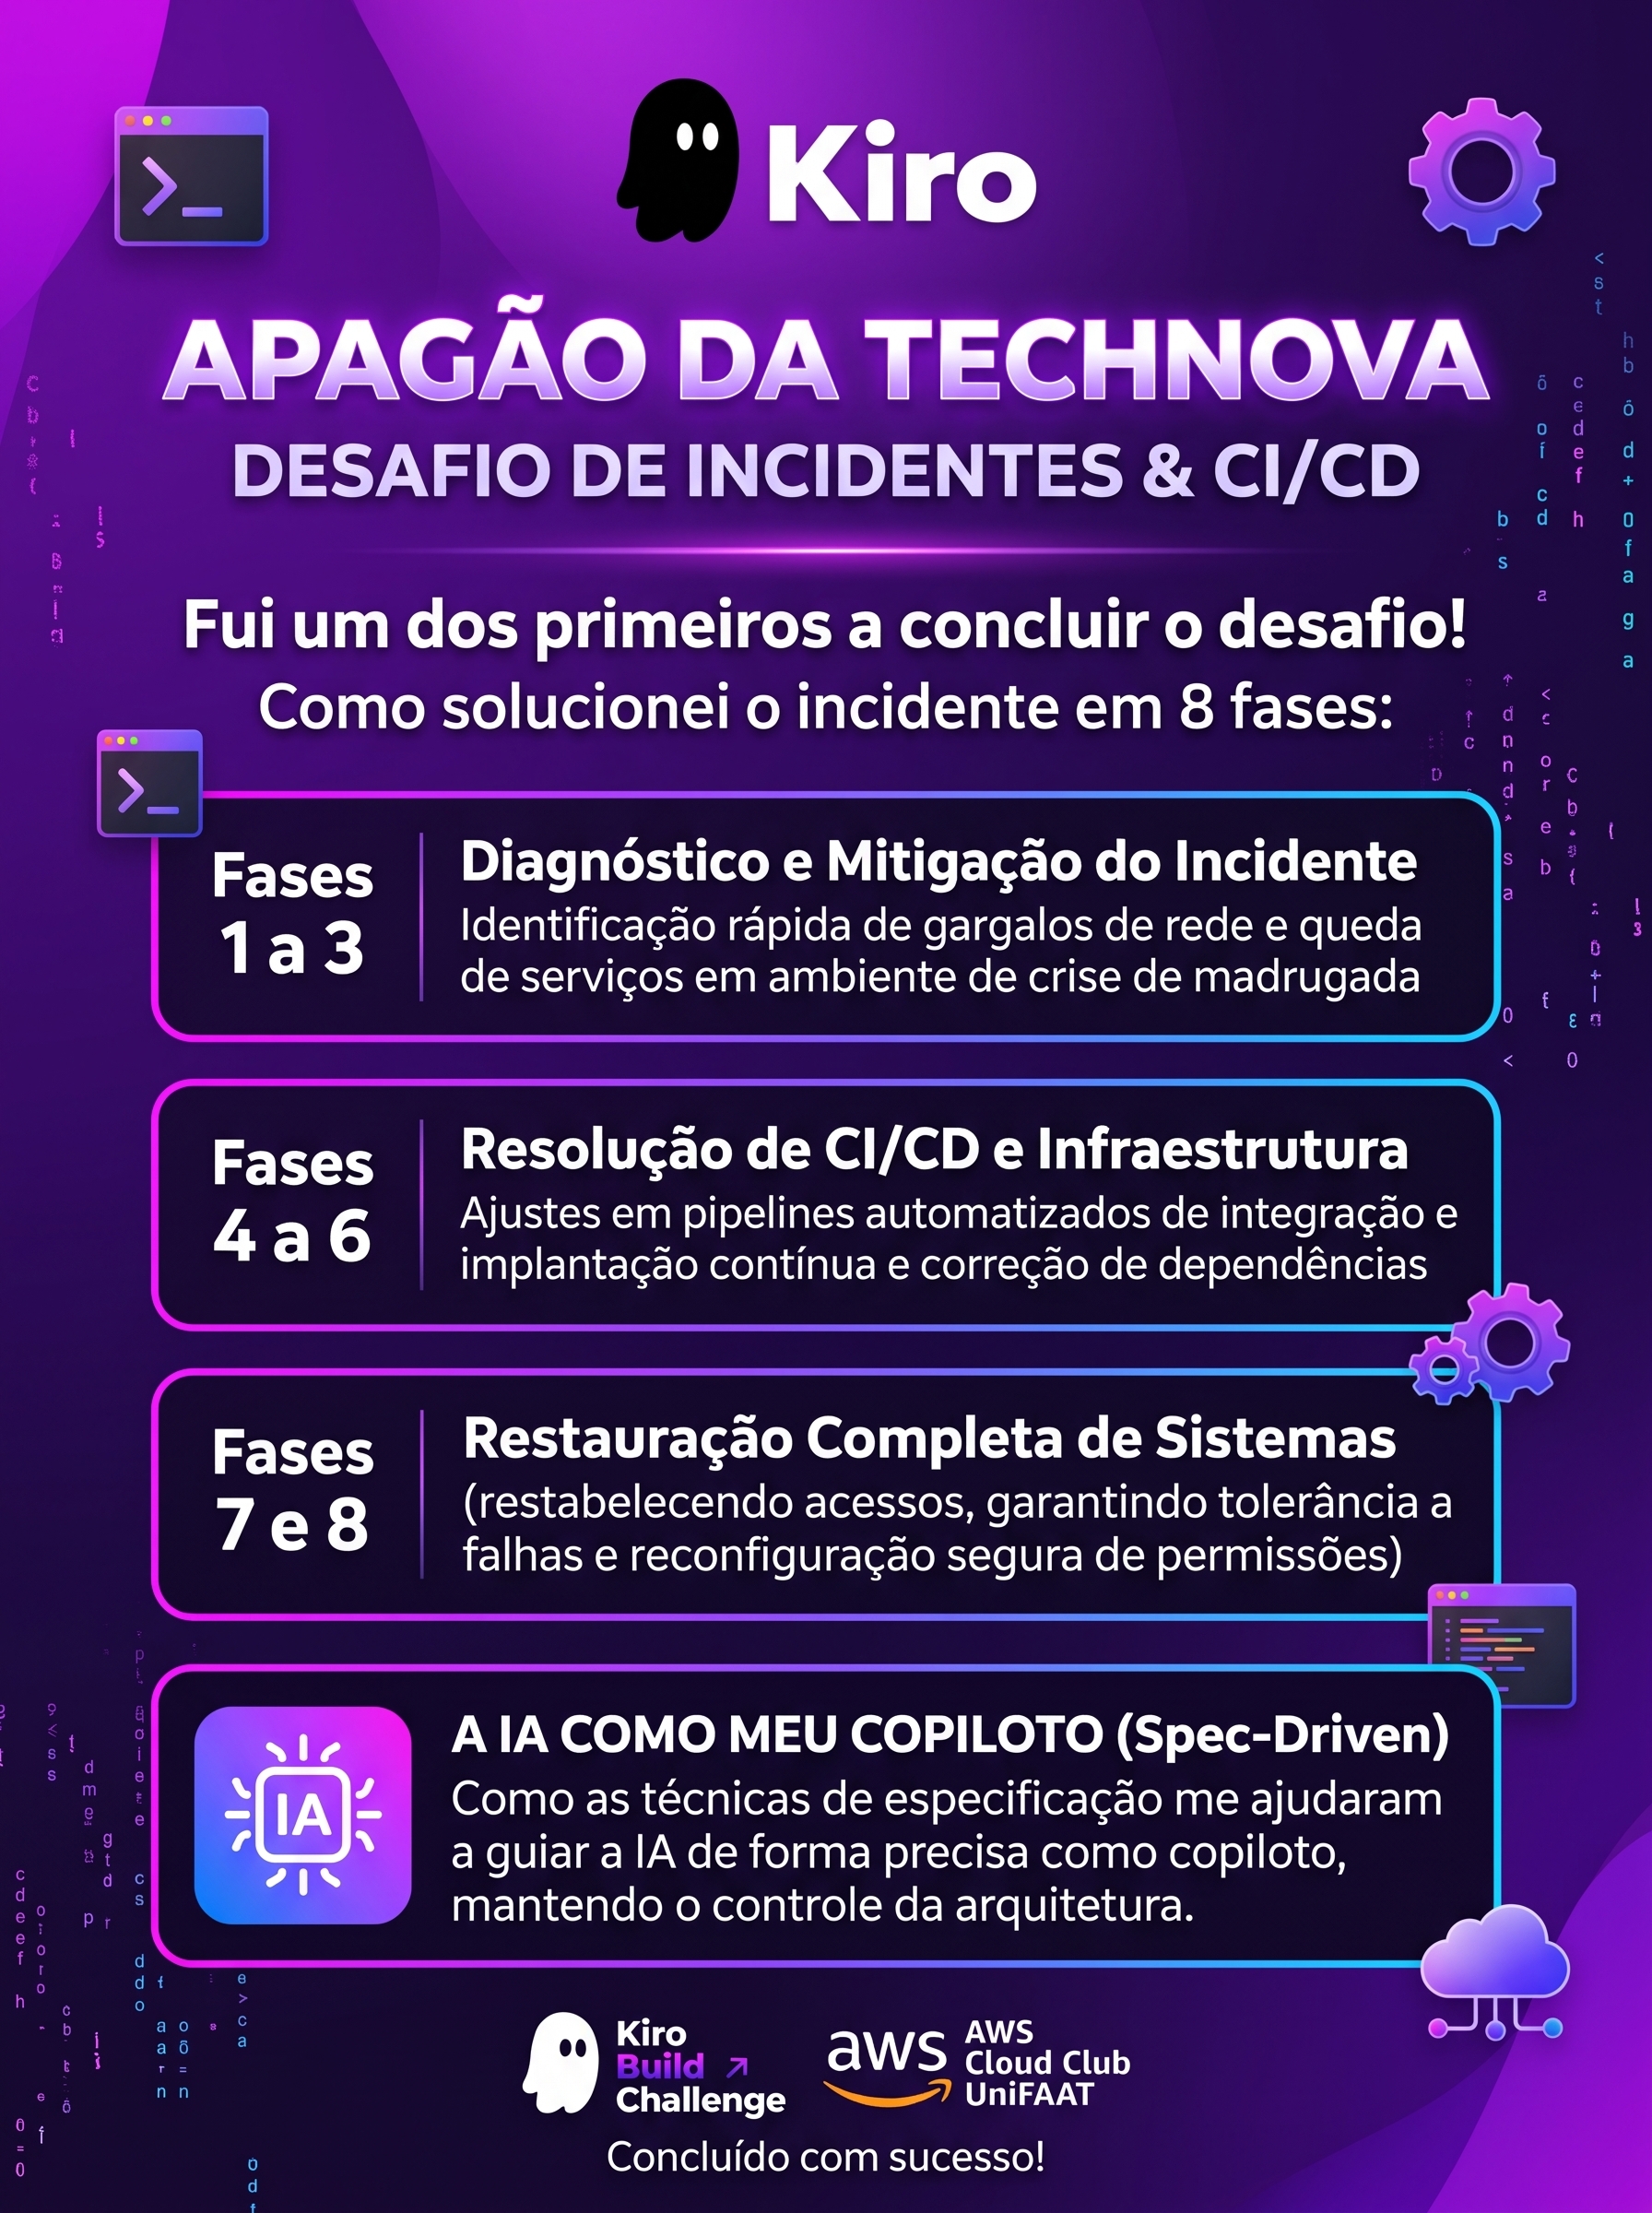 Kiro
APAGÃO DA TECHNOVA
DESAFIO DE INCIDENTES & CI/CD
Fui um dos primeiros a concluir o desafio!
Como solucionei o incidente em 8 fases:
Fases
1 a 3
Diagnóstico e Mitigação do Incidente
Identificação rápida de gargalos de rede e queda
de serviços em ambiente de crise de madrugada
Fases
4 a 6
Resolução de CI/CD e Infraestrutura
Ajustes em pipelines automatizados de integração e
implantação contínua e correção de dependências
Fases
7 e 8
Restauração Completa de Sistemas
(restabelecendo acessos, garantindo tolerância a
falhas e reconfiguração segura de permissões)
IA
A IA COMO MEU COPILOTO (Spec-Driven)
Como as técnicas de especificação me ajudaram
a guiar a IA de forma precisa como copiloto,
mantendo o controle da arquitetura.
Kiro
Build
Challenge
aws
AWS
Cloud Club
UniFAAT
Concluído com sucesso!